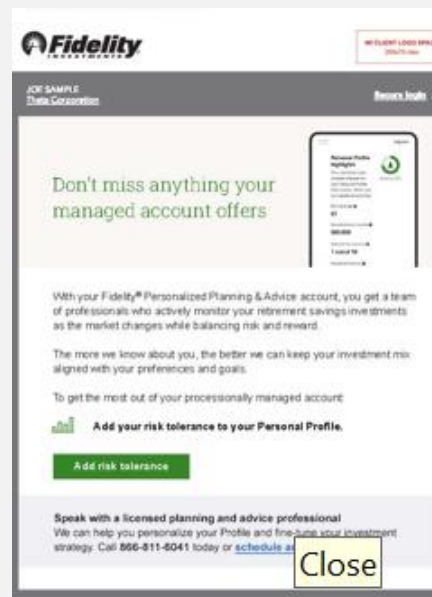 Fidelity
INVESTMENTS
JOE SAMPLE
Theta Corporation
Secure login
Don't miss anything your
managed account offers
Personal Profile
Highlights
With your Fidelity® Personalized Planning & Advice account, you get a team
of professionals who actively monitor your retirement savings investments
as the market changes while balancing risk and reward.
The more we know about you, the better we can keep your investment mix
aligned with your preferences and goals.
To get the most out of your processionally managed account:
Add your risk tolerance to your Personal Profile.
Add risk tolerance
Speak with a licensed planning and advice professional
We can help you personalize your Profile and fine-tune your investment
strategy. Call 866-811-6041 today or schedule
Close